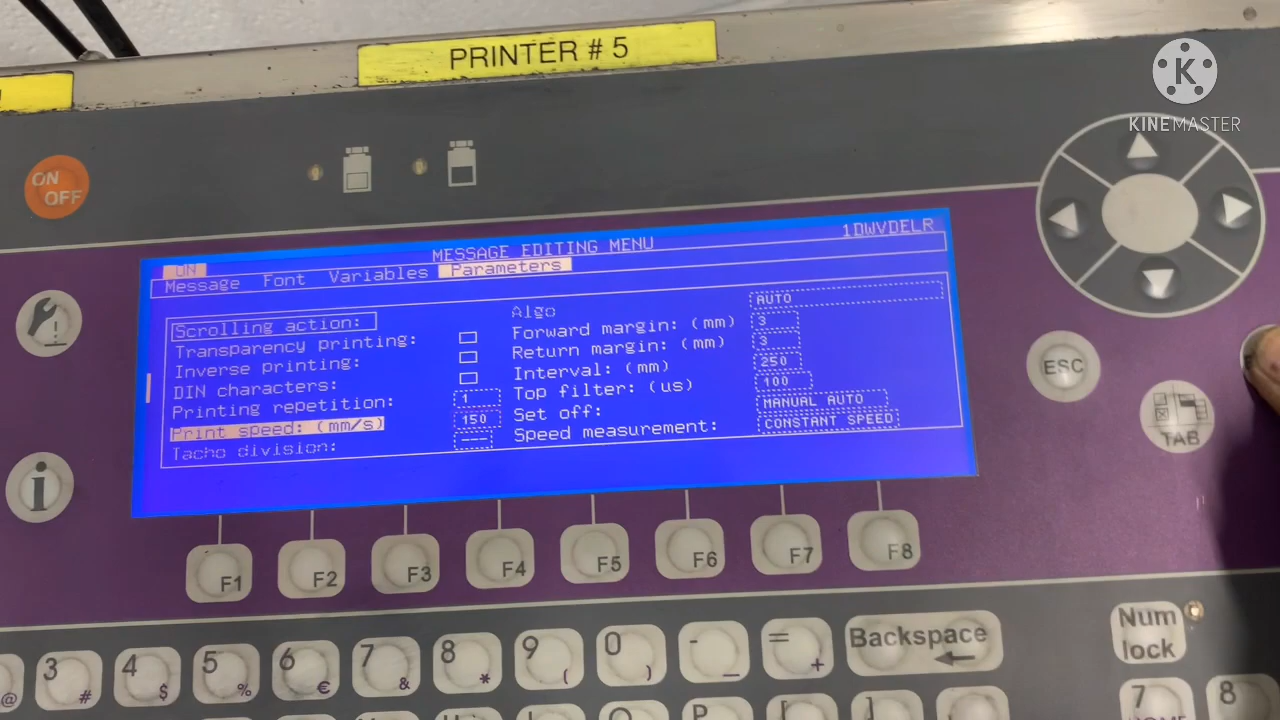 PRINTER # 5
K
KINEMASTER
ON
OFF
ON
MESSAGE EDITING MENU
1DWVDELR
Message Font Variables Parameters
Scrolling action:
Transparency printing:
Inverse printing:
DIN characters:
Printing repetition: 1
Print speed: (mm/s) 150
Tacho division: ---
Algo AUTO
Forward margin: (mm) 3
Return margin: (mm) 3
Interval: (mm) 250
Top filter: (us) 100
Set off: MANUAL AUTO
Speed measurement: CONSTANT SPEED
ESC
TAB
i
F1 F2 F3 F4 F5 F6 F7 F8
@ 3 # 4 $ 5 % 6 € 7 & 8 * 9 ( 0 ) - _ = + Backspace
Num
lock
P [ ]
7 8